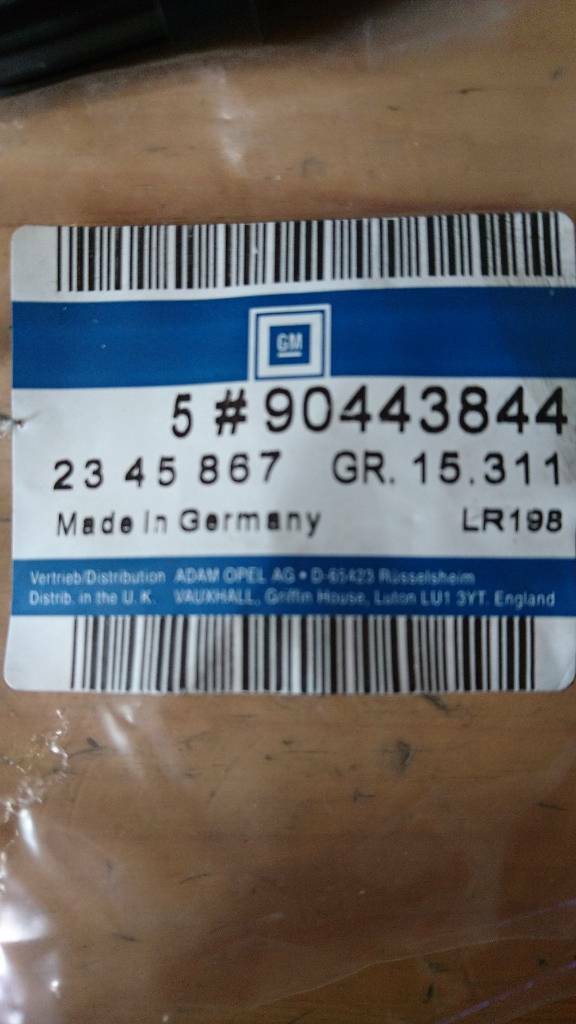 GM
5 # 90443844
23 45 867 GR. 15.311
Made in Germany LR198
Vertrieb/Distribution ADAM OPEL AG • D-65423 Rüsselsheim
Distrib. in the U. K. VAUXHALL, Griffin House, Luton LU1 3YT. England